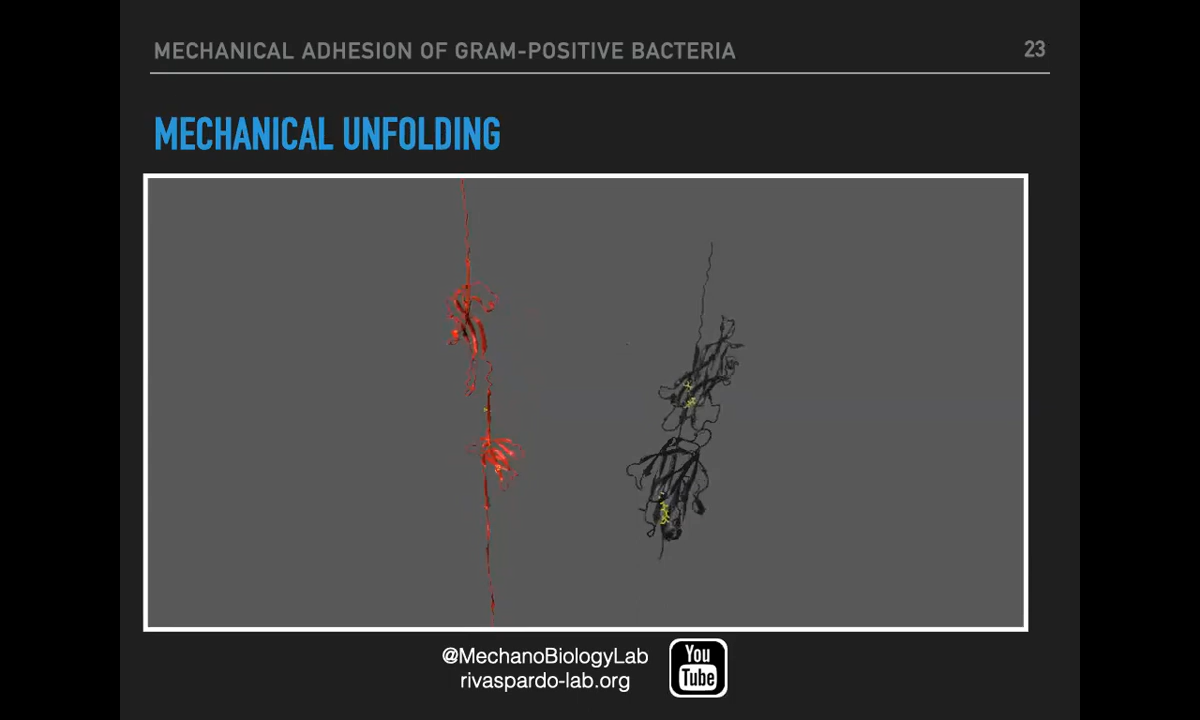 MECHANICAL ADHESION OF GRAM-POSITIVE BACTERIA
23
MECHANICAL UNFOLDING
@MechanoBiologyLab
rivaspardo-lab.org
You
Tube